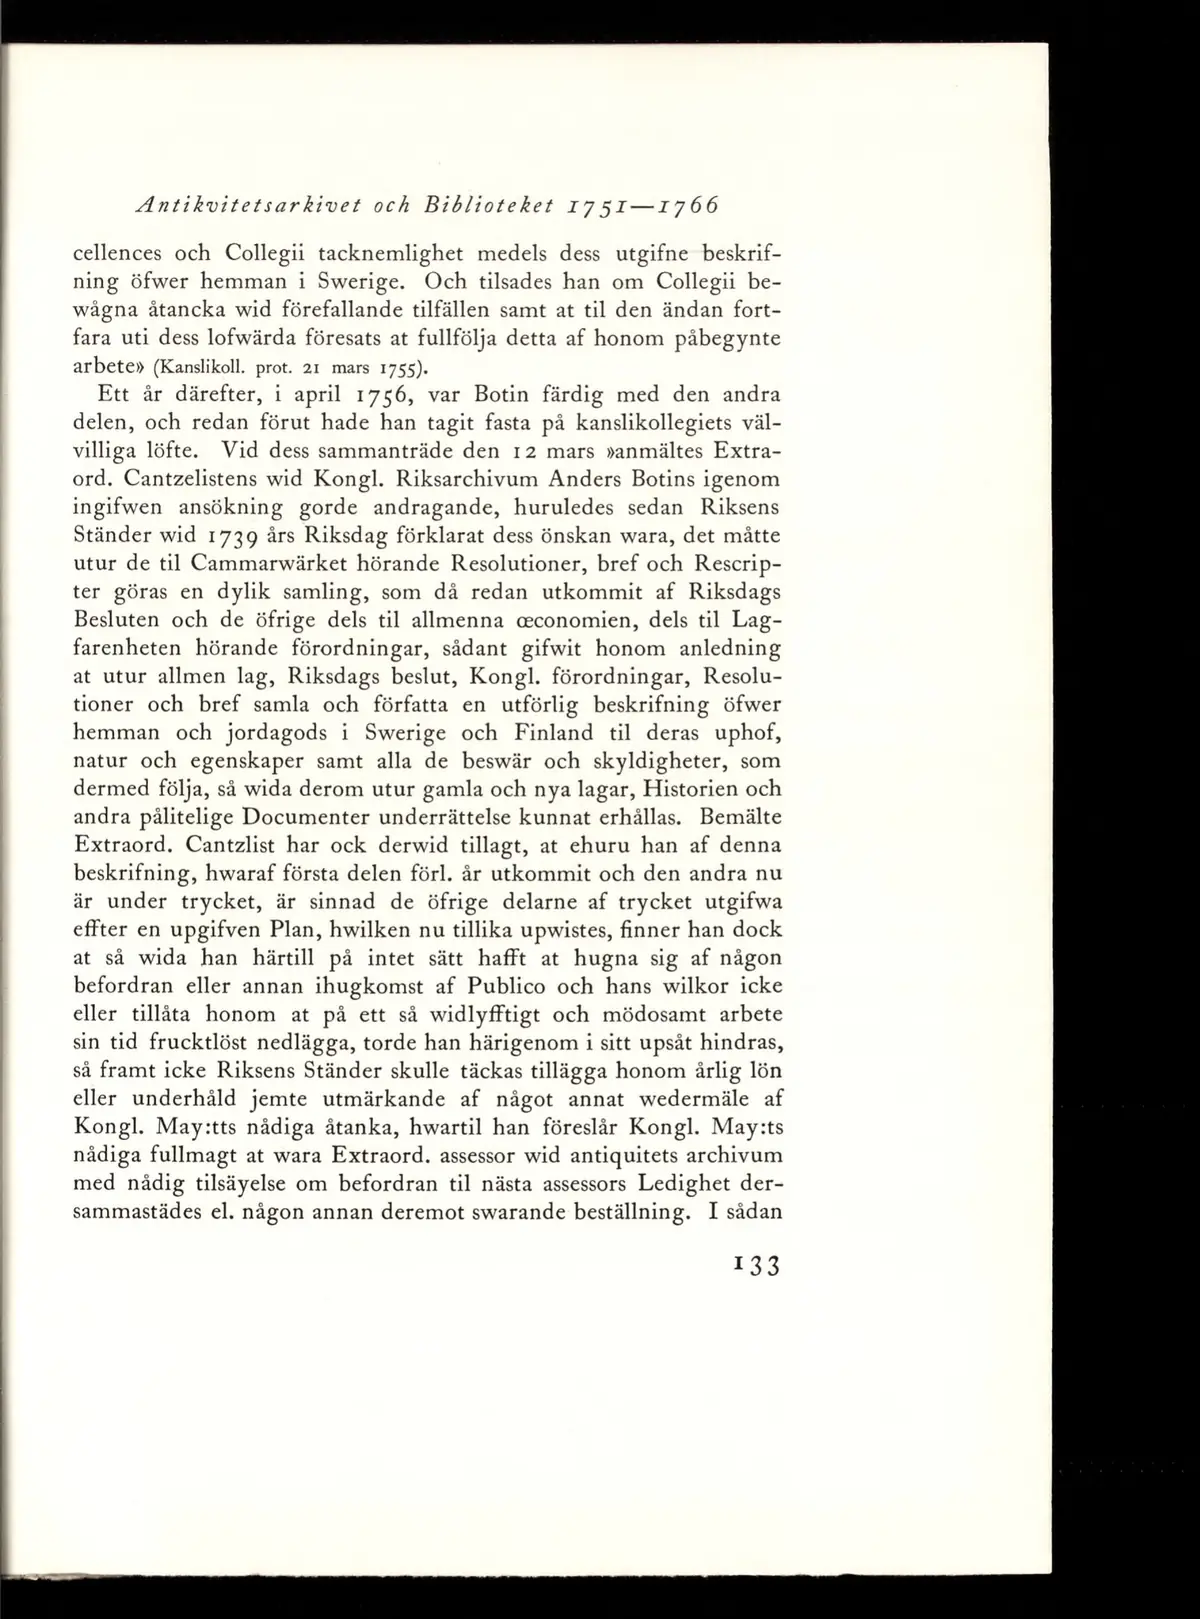 Antikvitetsarkivet och Biblioteket 1751—1766
cellences och Collegii tacknemlighet medels dess utgifne beskrif-
ning öfwer hemman i Swerige. Och tilsades han om Collegii be-
wågna åtancka wid förefallande tilfällen samt at til den ändan fort-
fara uti dess lofwärda föresats at fullfölja detta af honom påbegynte
arbete» (Kanslikoll. prot. 21 mars 1755).
Ett år därefter, i april 1756, var Botin färdig med den andra
delen, och redan förut hade han tagit fasta på kanslikollegiets väl-
villiga löfte. Vid dess sammanträde den 12 mars »anmältes Extra-
ord. Cantzelistens wid Kongl. Riksarchivum Anders Botins igenom
ingifwen ansökning gorde andragande, huruledes sedan Riksens
Ständer wid 1739 års Riksdag förklarat dess önskan wara, det måtte
utur de til Cammarwärket hörande Resolutioner, bref och Rescrip-
ter göras en dylik samling, som då redan utkommit af Riksdags
Besluten och de öfrige dels til allmenna œconomien, dels til Lag-
farenheten hörande förordningar, sådant gifwit honom anledning
at utur allmen lag, Riksdags beslut, Kongl. förordningar, Resolu-
tioner och bref samla och författa en utförlig beskrifning öfwer
hemman och jordagods i Swerige och Finland til deras uphof,
natur och egenskaper samt alla de beswär och skyldigheter, som
dermed följa, så wida derom utur gamla och nya lagar, Historien och
andra pålitelige Documenter underrättelse kunnat erhållas. Bemälte
Extraord. Cantzlist har ock derwid tillagt, at ehuru han af denna
beskrifning, hwaraf första delen förl. år utkommit och den andra nu
är under trycket, är sinnad de öfrige delarne af trycket utgifwa
effter en upgifven Plan, hwilken nu tillika upwistes, finner han dock
at så wida han härtill på intet sätt hafft at hugna sig af någon
befordran eller annan ihugkomst af Publico och hans wilkor icke
eller tillåta honom at på ett så widlyfftigt och mödosamt arbete
sin tid frucktlöst nedlägga, torde han härigenom i sitt upsåt hindras,
så framt icke Riksens Ständer skulle täckas tillägga honom årlig lön
eller underhåld jemte utmärkande af något annat wedermäle af
Kongl. May:tts nådiga åtanka, hwartil han föreslår Kongl. May:ts
nådiga fullmagt at wara Extraord. assessor wid antiquitets archivum
med nådig tilsäyelse om befordran til nästa assessors Ledighet der-
sammastädes el. någon annan deremot swarande beställning. I sådan
133